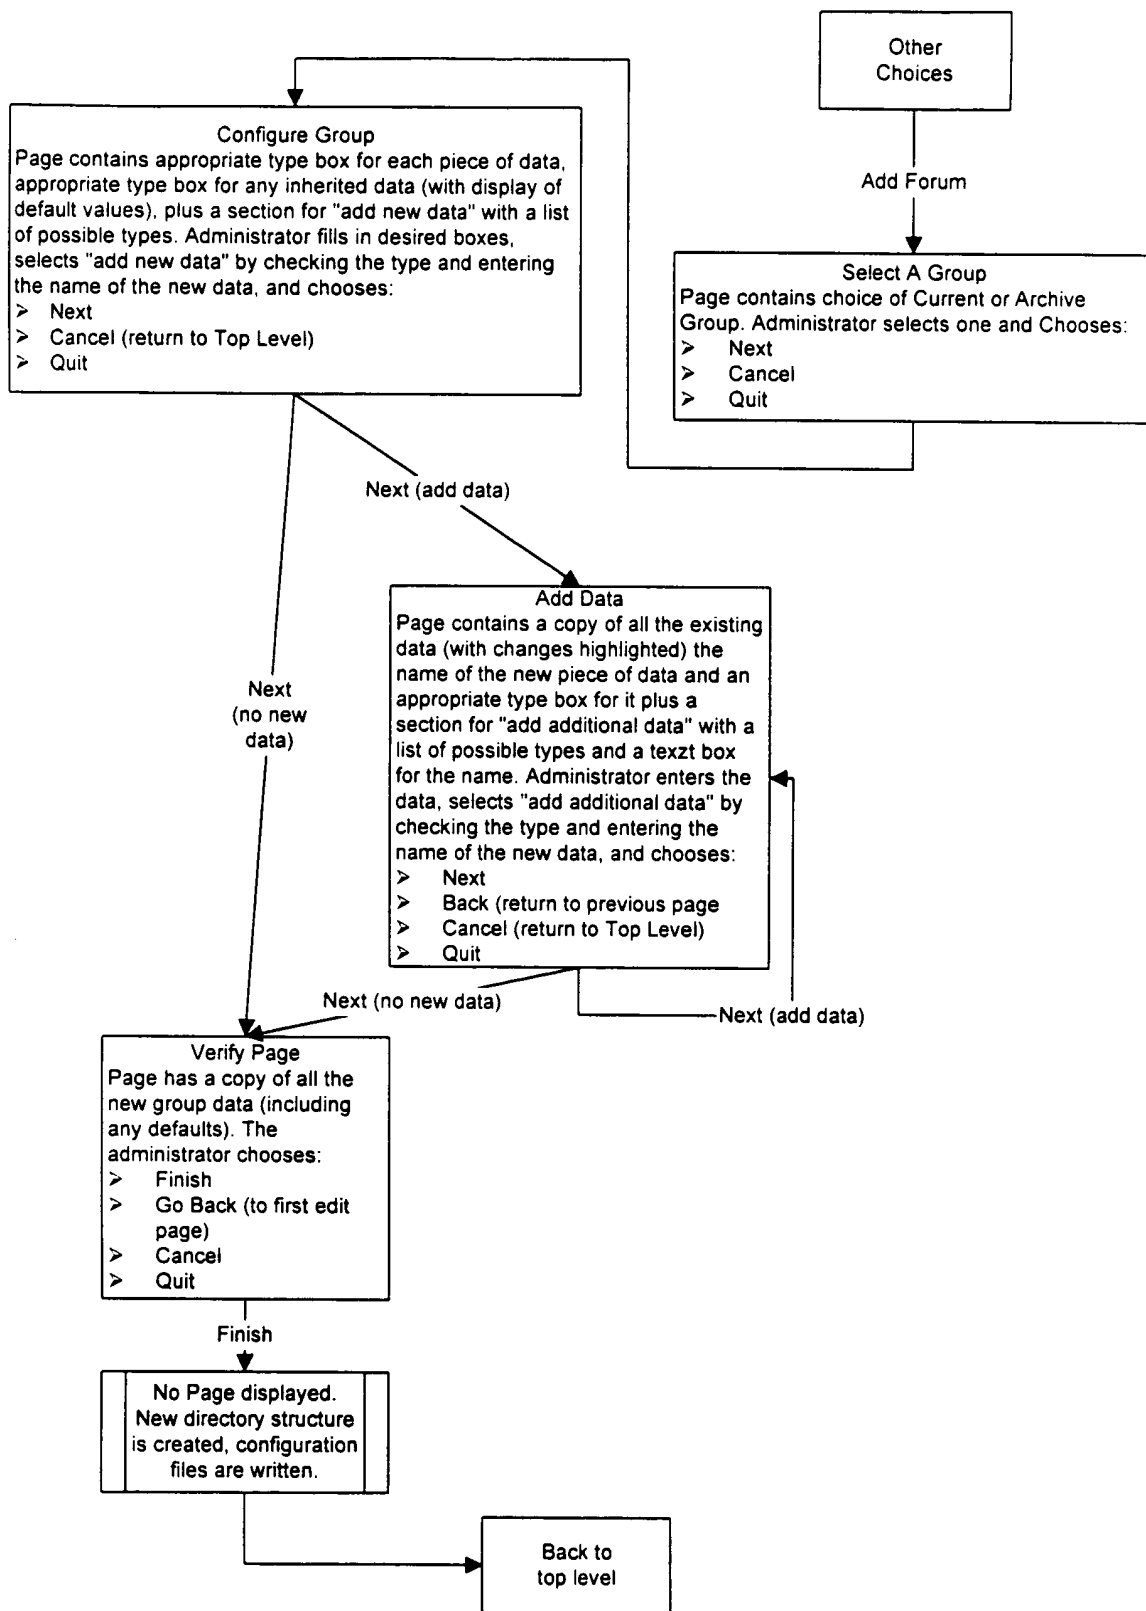 Other
Choices
Add Forum
Select A Group
Page contains choice of Current or Archive
Group. Administrator selects one and Chooses:
➢ Next
➢ Cancel
➢ Quit
Configure Group
Page contains appropriate type box for each piece of data,
appropriate type box for any inherited data (with display of
default values), plus a section for "add new data" with a list
of possible types. Administrator fills in desired boxes,
selects "add new data" by checking the type and entering
the name of the new data, and chooses:
➢ Next
➢ Cancel (return to Top Level)
➢ Quit
Next (add data)
Next
(no new
data)
Add Data
Page contains a copy of all the existing
data (with changes highlighted) the
name of the new piece of data and an
appropriate type box for it plus a
section for "add additional data" with a
list of possible types and a texzt box
for the name. Administrator enters the
data, selects "add additional data" by
checking the type and entering the
name of the new data, and chooses:
➢ Next
➢ Back (return to previous page
➢ Cancel (return to Top Level)
➢ Quit
Next (no new data)
Next (add data)
Verify Page
Page has a copy of all the
new group data (including
any defaults). The
administrator chooses:
➢ Finish
➢ Go Back (to first edit
page)
➢ Cancel
➢ Quit
Finish
No Page displayed.
New directory structure
is created, configuration
files are written.
Back to
top level